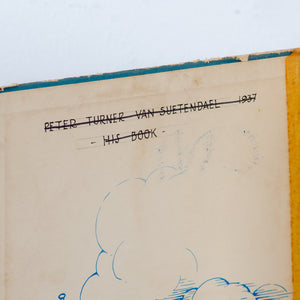 PETER TURNER VAN SUETENDAEL 1937
- HIS BOOK -